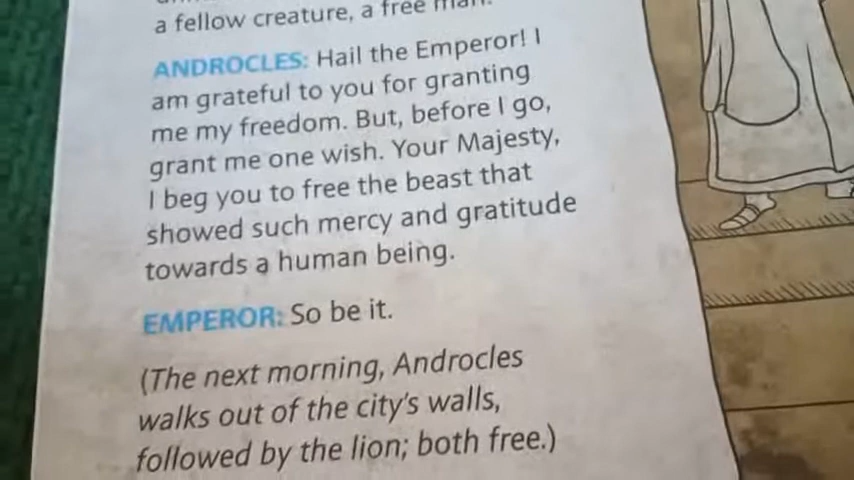 a fellow creature, a free man.
ANDROCLES: Hail the Emperor! I
am grateful to you for granting
me my freedom. But, before I go,
grant me one wish. Your Majesty,
I beg you to free the beast that
showed such mercy and gratitude
towards a human being.
EMPEROR: So be it.
(The next morning, Androcles
walks out of the city's walls,
followed by the lion; both free.)